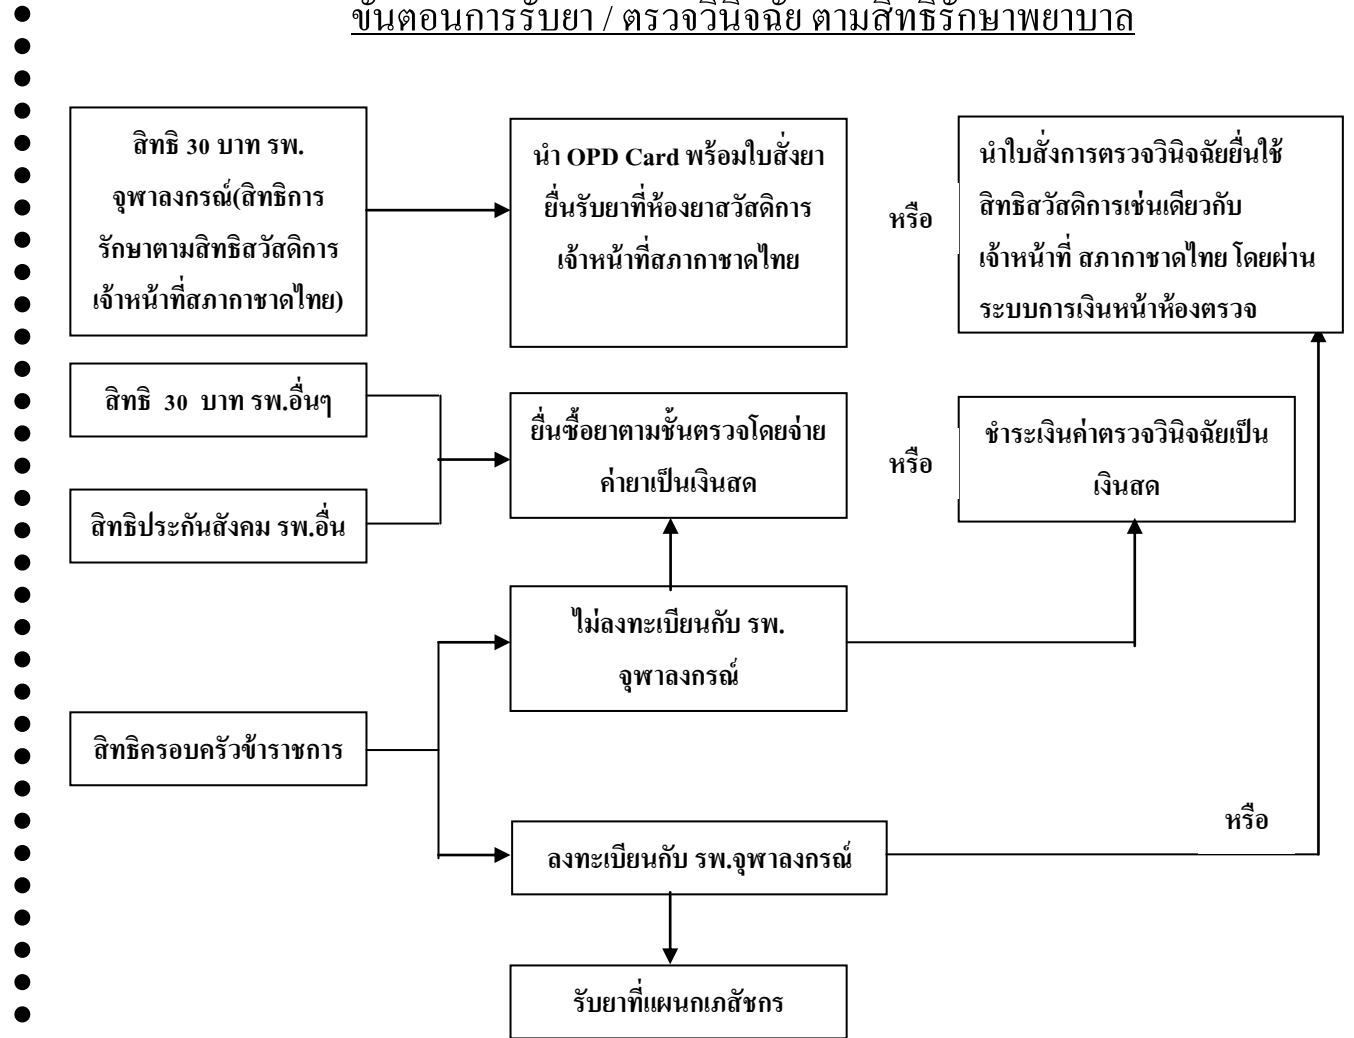 ขั้นตอนการรับยา / ตรวจวินิจฉัย ตามสิทธิรักษาพยาบาล
สิทธิ 30 บาท รพ.
จุฬาลงกรณ์(สิทธิการ
รักษาตามสิทธิสวัสดิการ
เจ้าหน้าที่สภากาชาดไทย)
นำ OPD Card พร้อมใบสั่งยา
ยื่นรับยาที่ห้องยาสวัสดิการ
เจ้าหน้าที่สภากาชาดไทย
หรือ
นำใบสั่งการตรวจวินิจฉัยยื่นใช้
สิทธิสวัสดิการเช่นเดียวกับ
เจ้าหน้าที่ สภากาชาดไทย โดยผ่าน
ระบบการเงินหน้าห้องตรวจ
สิทธิ 30 บาท รพ.อื่นๆ
สิทธิประกันสังคม รพ.อื่น
ยื่นซื้อยาตามชั้นตรวจโดยจ่าย
ค่ายาเป็นเงินสด
หรือ
ชำระเงินค่าตรวจวินิจฉัยเป็น
เงินสด
ไม่ลงทะเบียนกับ รพ.
จุฬาลงกรณ์
สิทธิครอบครัวข้าราชการ
หรือ
ลงทะเบียนกับ รพ.จุฬาลงกรณ์
รับยาที่แผนกเภสัชกร